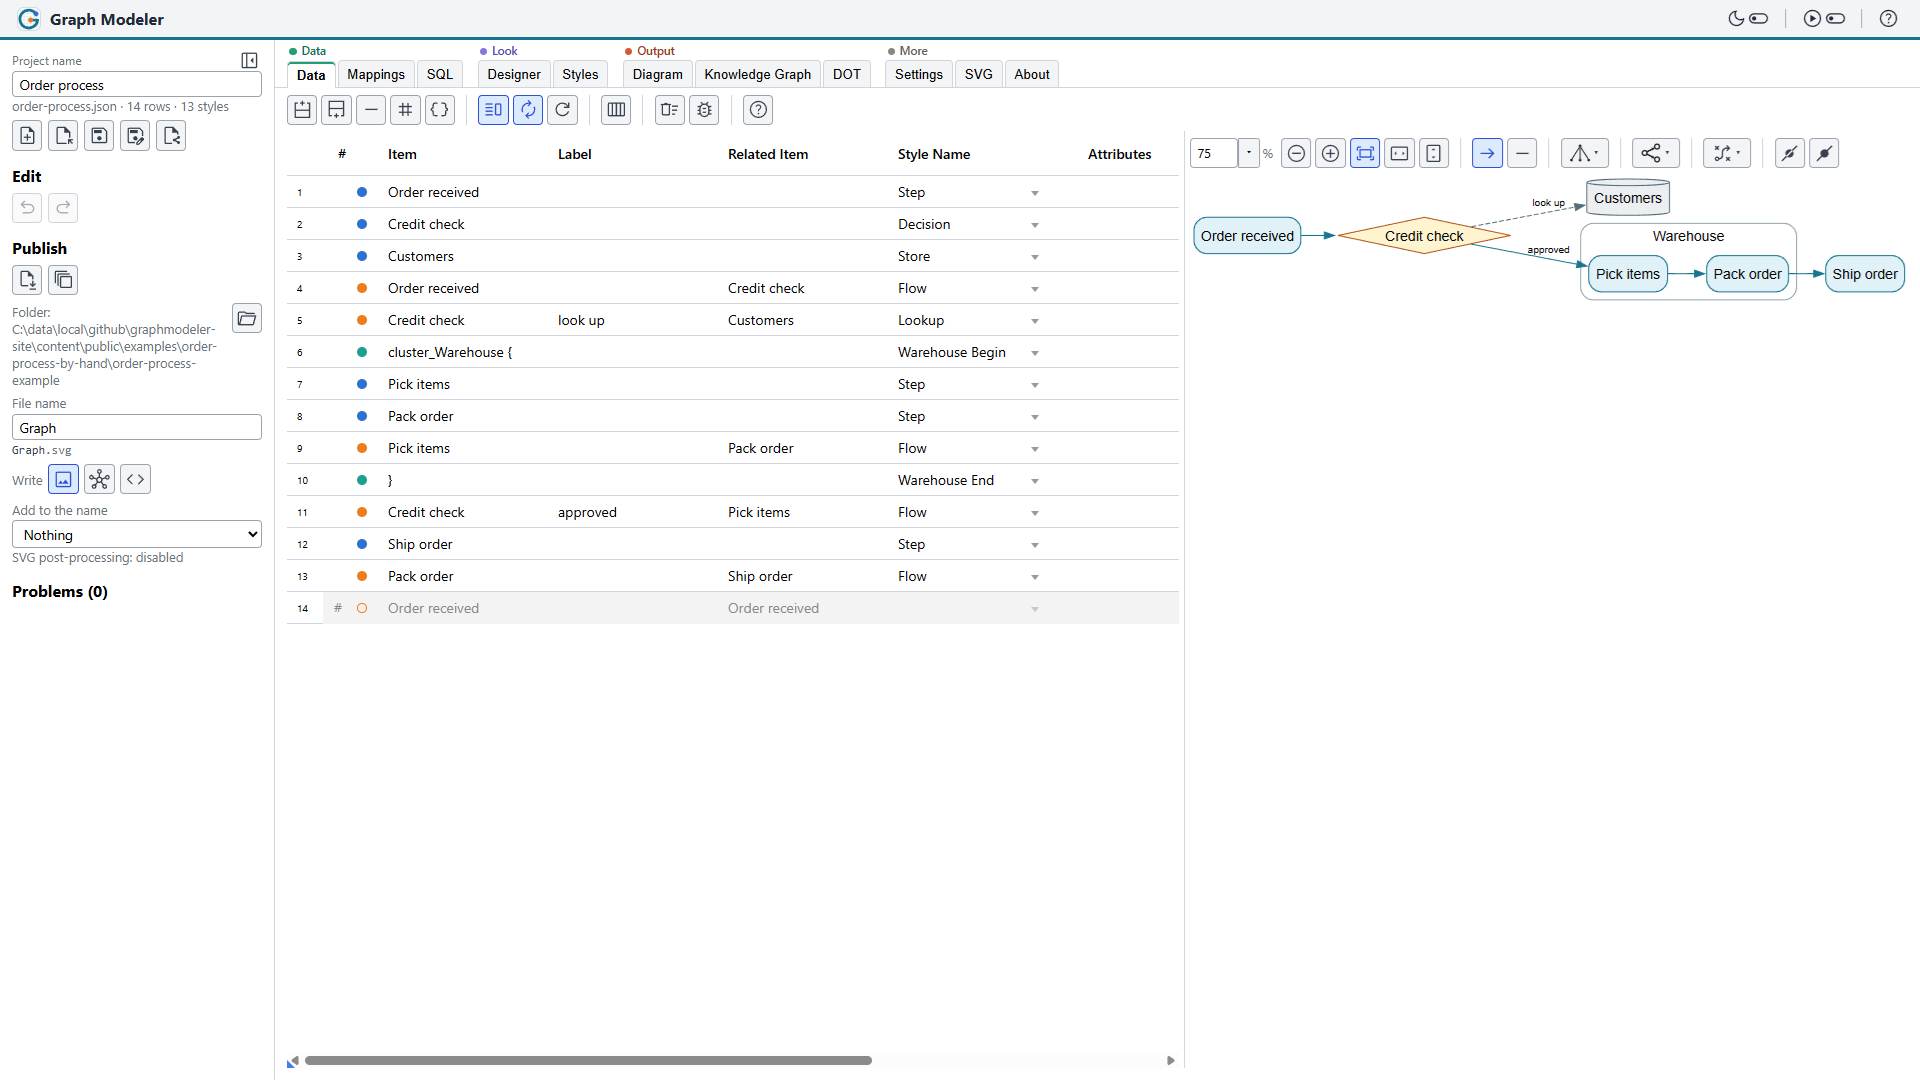 Graph Modeler
Project name
Order process
order-process.json · 14 rows · 13 styles
Edit
Publish
Folder:
C:\data\local\github\graphmodeler-
site\content\public\examples\order-
process-by-hand\order-process-
example
File name
Graph
Graph.svg
Write
Add to the name
Nothing
SVG post-processing: disabled
Problems (0)
Data Look Output More
Data Mappings SQL Designer Styles Diagram Knowledge Graph DOT Settings SVG About
# Item Label Related Item Style Name Attributes
1 Order received Step
2 Credit check Decision
3 Customers Store
4 Order received Credit check Flow
5 Credit check look up Customers Lookup
6 cluster_Warehouse { Warehouse Begin
7 Pick items Step
8 Pack order Step
9 Pick items Pack order Flow
10 } Warehouse End
11 Credit check approved Pick items Flow
12 Ship order Step
13 Pack order Ship order Flow
14 # Order received Order received
75 %
look up
Customers
Order received
Credit check
approved
Warehouse
Pick items
Pack order
Ship order